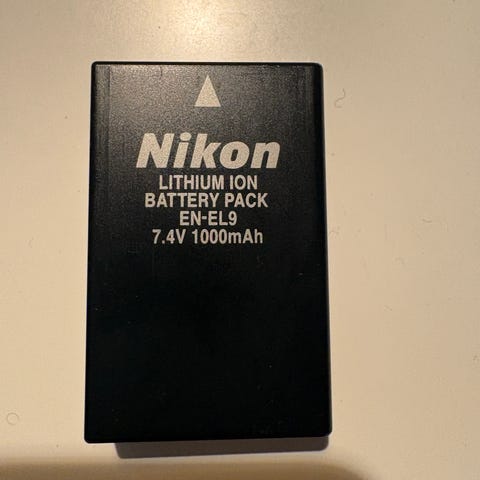 Nikon
LITHIUM ION
BATTERY PACK
EN-EL9
7.4V 1000mAh